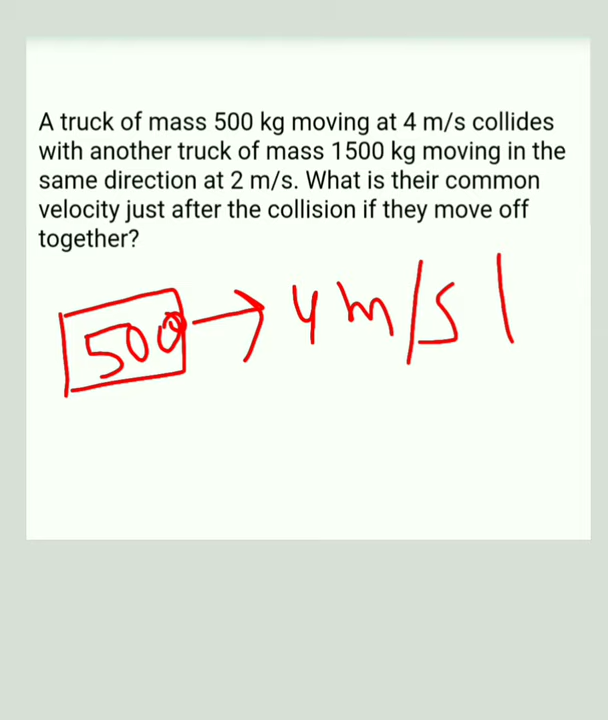 A truck of mass 500 kg moving at 4 m/s collides
with another truck of mass 1500 kg moving in the
same direction at 2 m/s. What is their common
velocity just after the collision if they move off
together?
500 → 4 m/s |